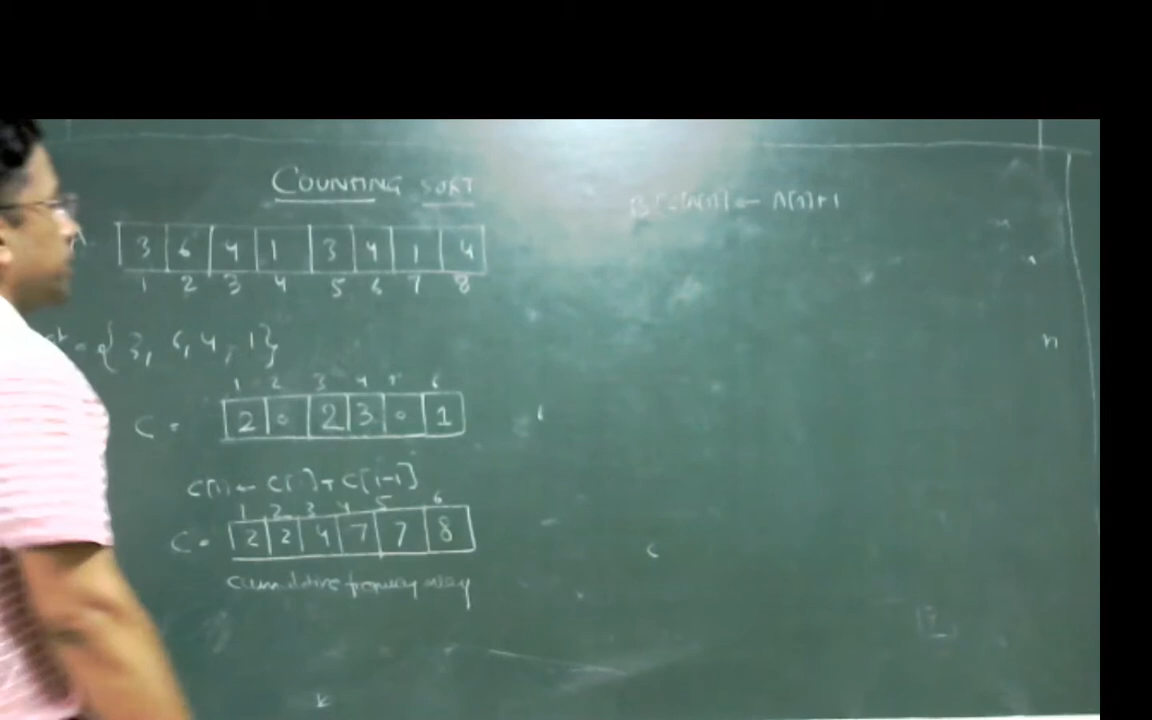 COUNTING SORT
A
3 6 4 1 3 4 1 4
1 2 3 4 5 6 7 8
= { 3, 6, 4, 1}
1 2 3 4 5 6
C = 2 0 2 3 0 1
C[i] ← C[i] + C[i-1]
1 2 3 4 5 6
C = 2 2 4 7 7 8
cumulative frequency array
k
← A[i]+1
n